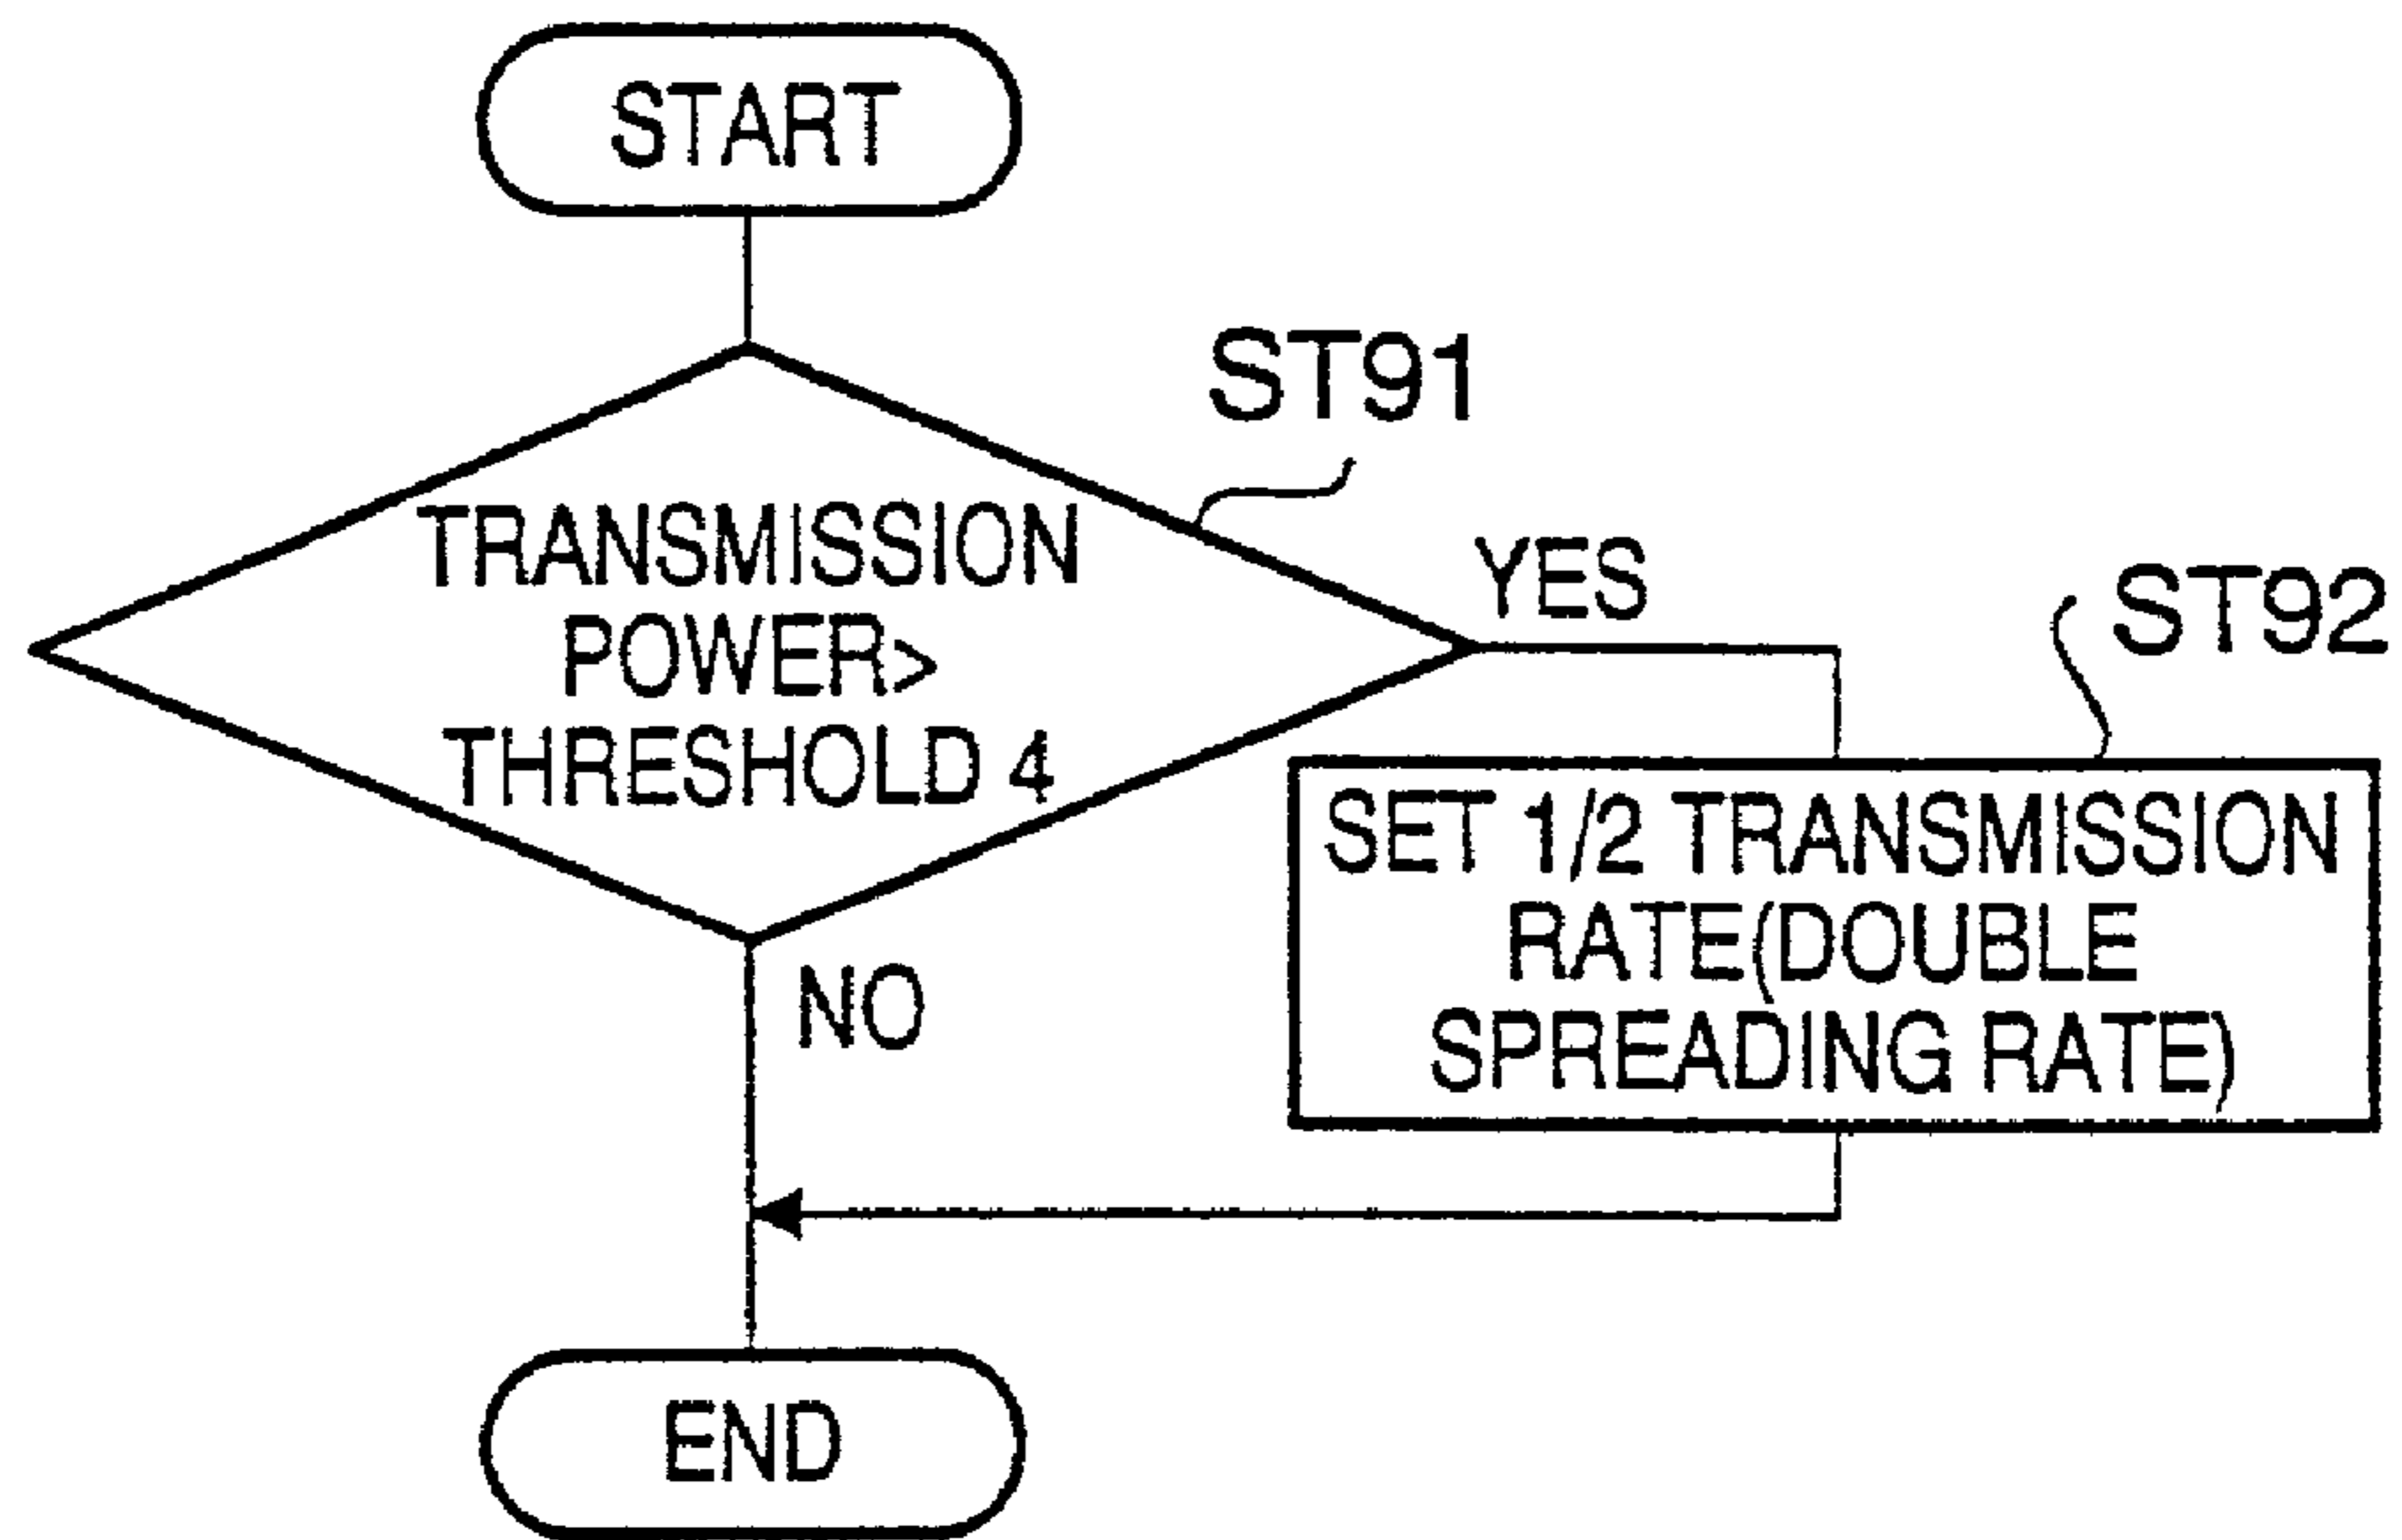 START
ST91
TRANSMISSION
POWER>
THRESHOLD 4
YES
ST92
SET 1/2 TRANSMISSION
RATE(DOUBLE
SPREADING RATE)
NO
END